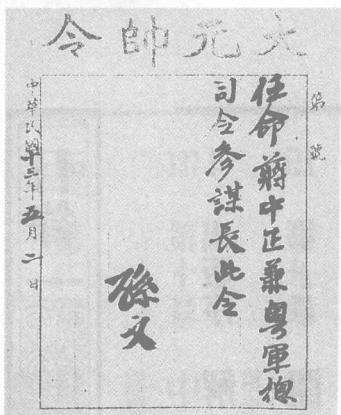 大元帥令
第 號
任命蔣中正兼粵軍總
司令參謀長此令
孫文
中華民國十三年五月二日